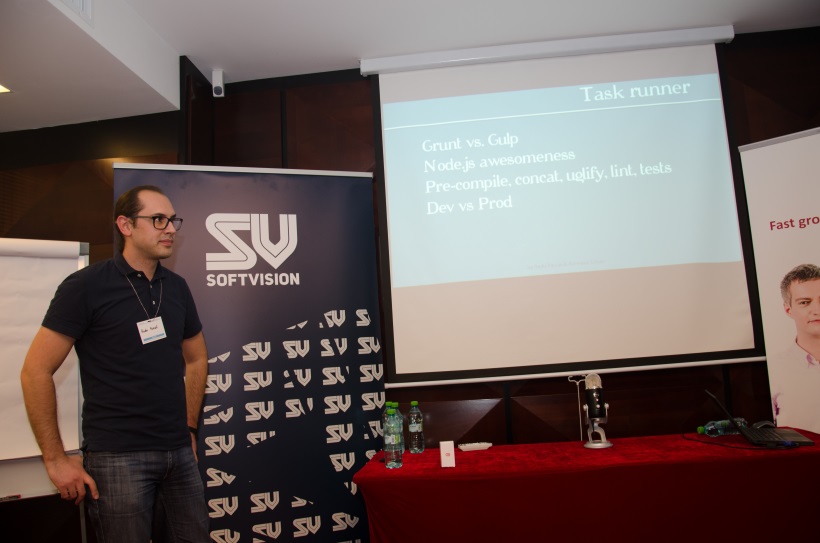 Task runner
Grunt vs. Gulp
Node.js awesomeness
Pre-compile, concat, uglify, lint, tests
Dev vs Prod
SV
SOFTVISION
Fast gro